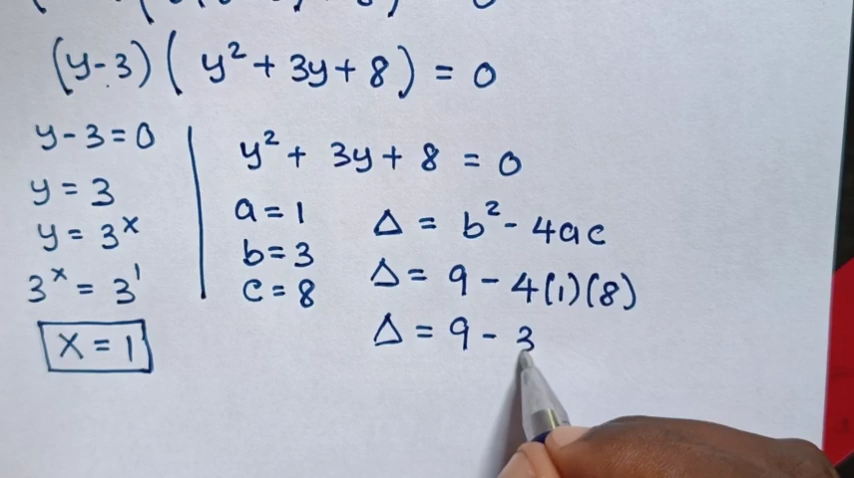 (y-3)(y²+3y+8) = 0
y-3=0
y = 3
y = 3ˣ
3ˣ = 3¹
x = 1
y² + 3y + 8 = 0
a = 1
b = 3
c = 8
Δ = b² - 4ac
Δ = 9 - 4(1)(8)
Δ = 9 - 3